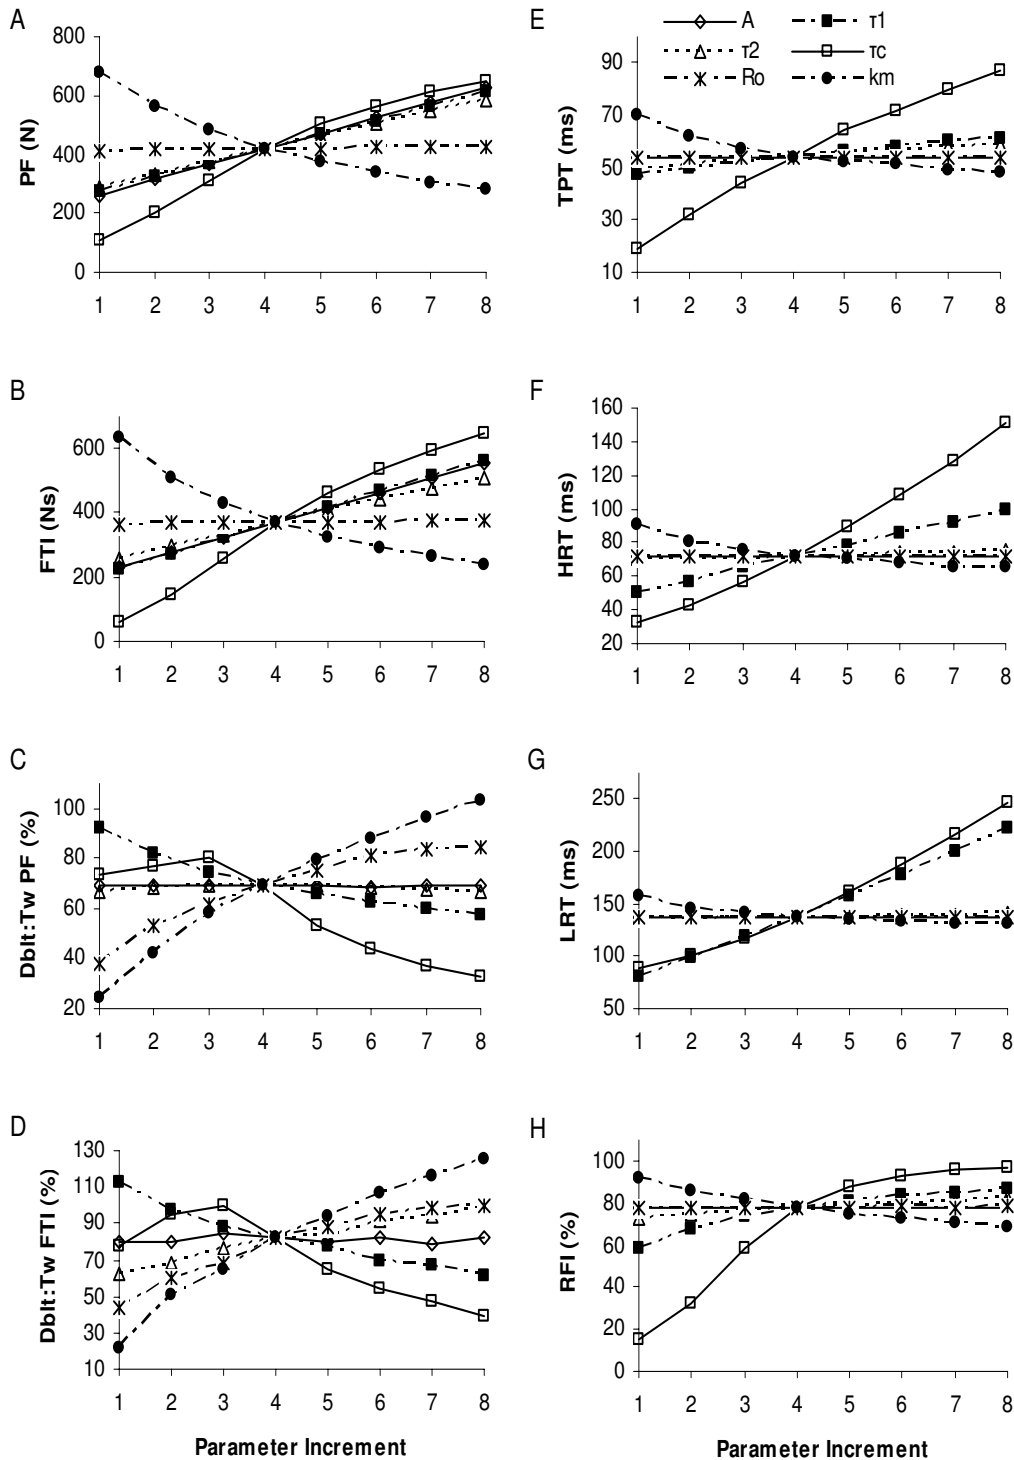 A
800
600
400
200
0
PF (N)
1 2 3 4 5 6 7 8
E
A
τ1
τ2
τc
Ro
km
90
70
50
30
10
TPT (ms)
1 2 3 4 5 6 7 8
B
600
400
200
0
FTI (Ns)
1 2 3 4 5 6 7 8
F
160
140
120
100
80
60
40
20
HRT (ms)
1 2 3 4 5 6 7 8
C
100
80
60
40
20
Dblt:Tw PF (%)
1 2 3 4 5 6 7 8
G
250
200
150
100
50
LRT (ms)
1 2 3 4 5 6 7 8
D
130
110
90
70
50
30
10
Dblt:Tw FTI (%)
1 2 3 4 5 6 7 8
Parameter Increment
H
100
80
60
40
20
0
RFI (%)
1 2 3 4 5 6 7 8
Parameter Increment